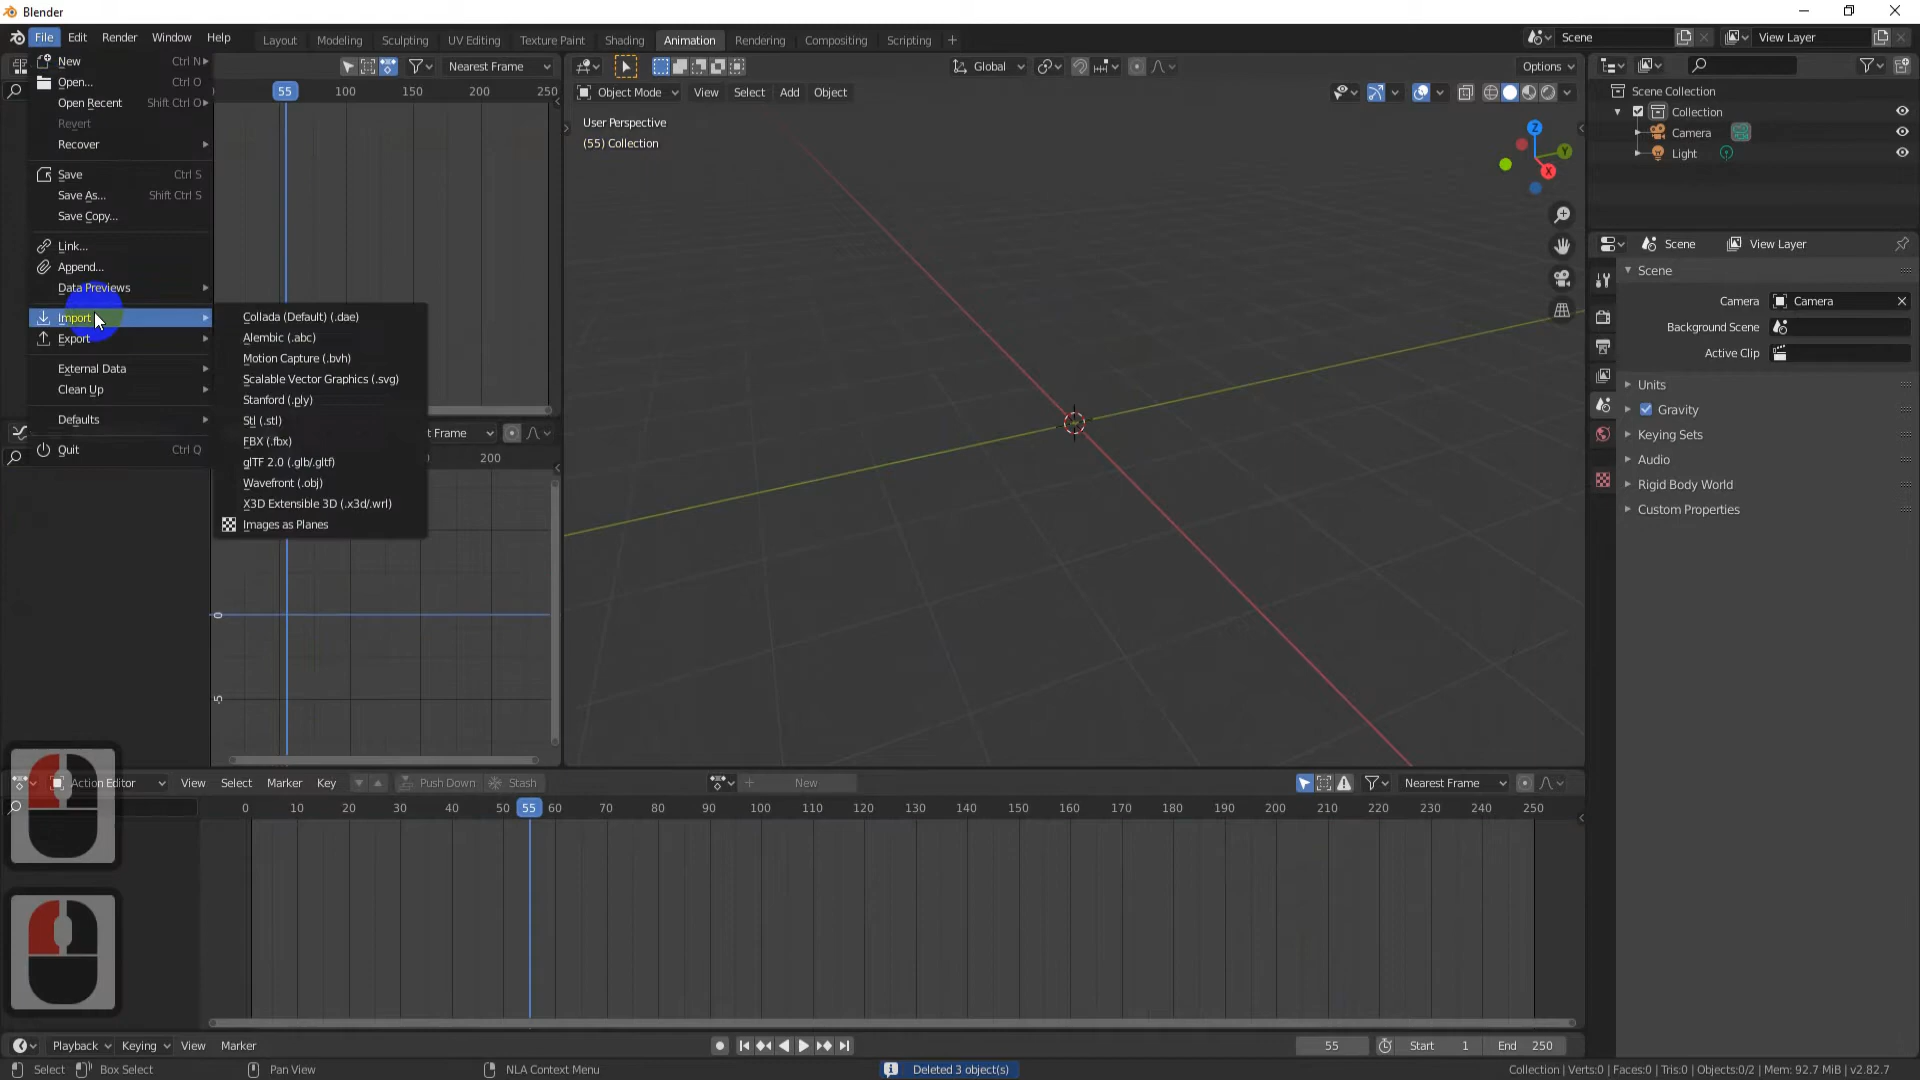 Blender
File Edit Render Window Help
Layout Modeling Sculpting UV Editing Texture Paint Shading Animation Rendering Compositing Scripting +
Scene
View Layer
New Ctrl N
Open... Ctrl O
Open Recent Shift Ctrl O
Revert
Recover
Save Ctrl S
Save As... Shift Ctrl S
Save Copy...
Link...
Append...
Data Previews
Import
Export
External Data
Clean Up
Defaults
Quit Ctrl Q
Collada (Default) (.dae)
Alembic (.abc)
Motion Capture (.bvh)
Scalable Vector Graphics (.svg)
Stanford (.ply)
Stl (.stl)
FBX (.fbx)
glTF 2.0 (.glb/.gltf)
Wavefront (.obj)
X3D Extensible 3D (.x3d/.wrl)
Images as Planes
Nearest Frame
55 100 150 200 250
t Frame
200
0
-5
Global
Options
Object Mode View Select Add Object
User Perspective
(55) Collection
Z
Y
X
Scene Collection
Collection
Camera
Light
Scene View Layer
Scene
Camera Camera
Background Scene
Active Clip
Units
Gravity
Keying Sets
Audio
Rigid Body World
Custom Properties
Action Editor View Select Marker Key Push Down Stash + New Nearest Frame
0 10 20 30 40 50 55 60 70 80 90 100 110 120 130 140 150 160 170 180 190 200 210 220 230 240 250
Playback Keying View Marker 55 Start 1 End 250
Select Box Select Pan View NLA Context Menu Deleted 3 object(s) Collection | Verts:0 | Faces:0 | Tris:0 | Objects:0/2 | Mem: 92.7 MiB | v2.82.7